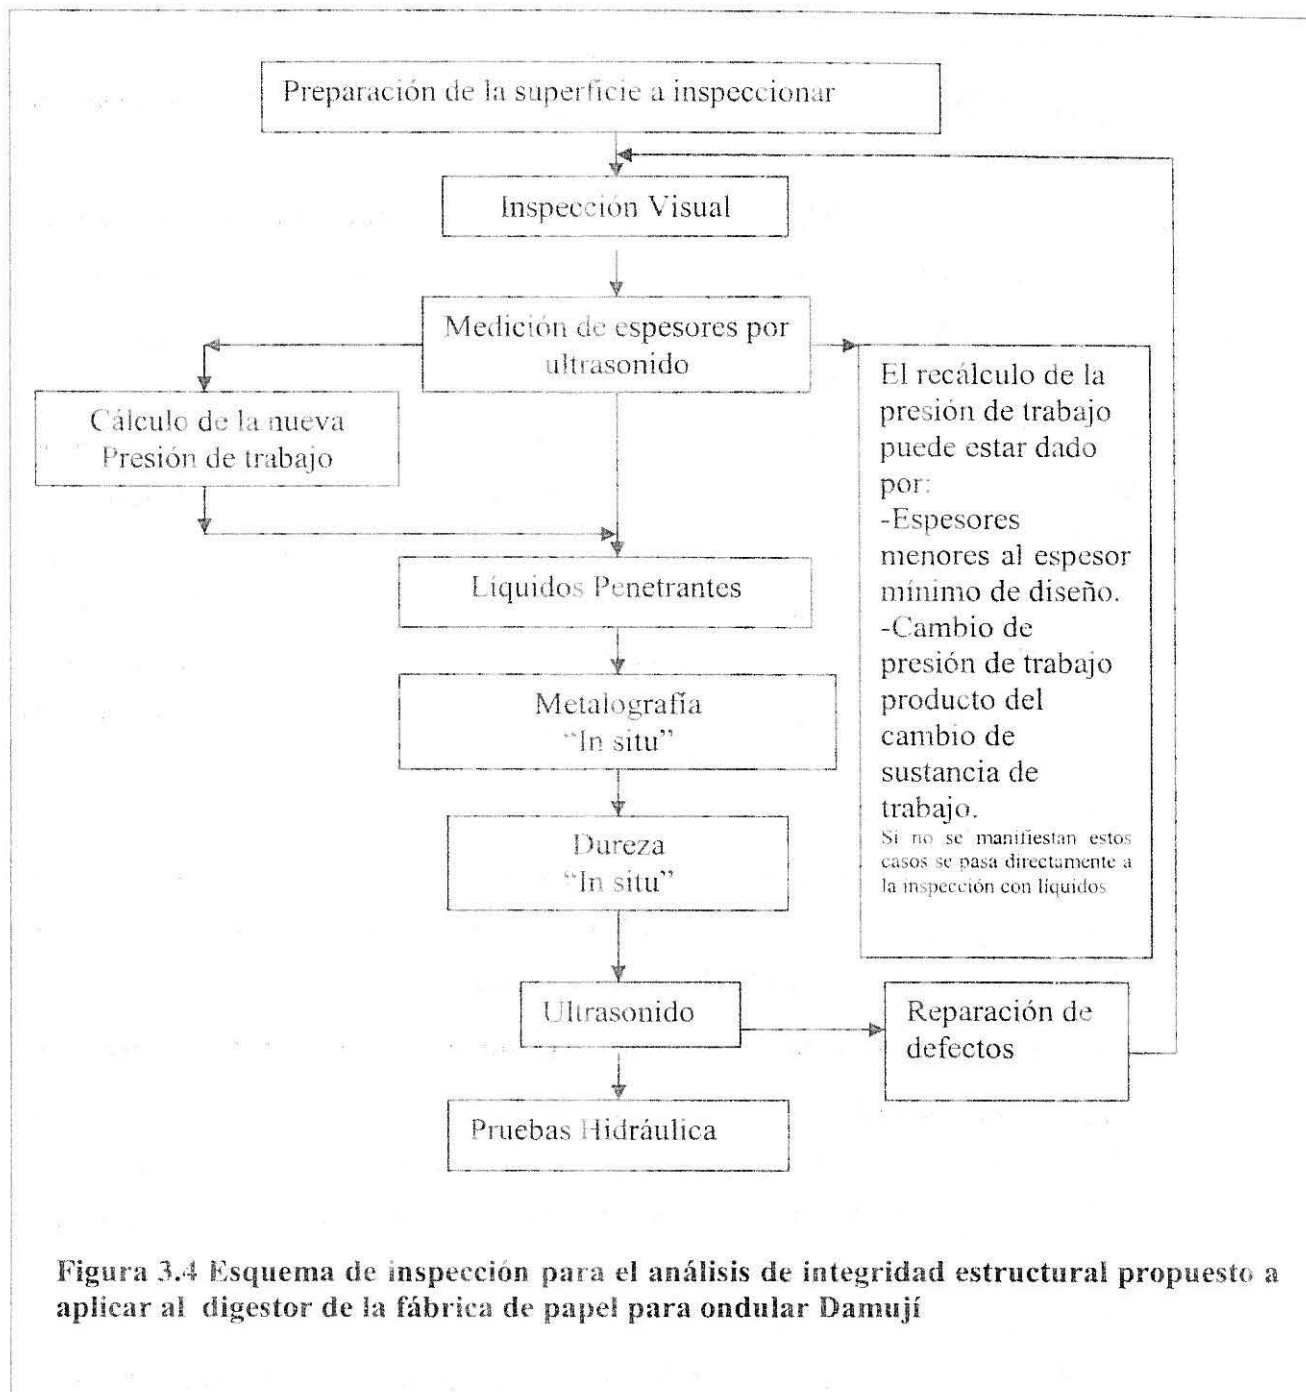 Preparación de la superficie a inspeccionar
Inspección Visual
Medición de espesores por
ultrasonido
Cálculo de la nueva
Presión de trabajo
El recálculo de la
presión de trabajo
puede estar dado
por:
-Espesores
menores al espesor
mínimo de diseño.
-Cambio de
presión de trabajo
producto del
cambio de
sustancia de
trabajo.
Si no se manifiestan estos
casos se pasa directamente a
la inspección con líquidos
Líquidos Penetrantes
Metalografía
“In situ”
Dureza
“In situ”
Ultrasonido
Reparación de
defectos
Pruebas Hidráulica
Figura 3.4 Esquema de inspección para el análisis de integridad estructural propuesto a
aplicar al digestor de la fábrica de papel para ondular Damují